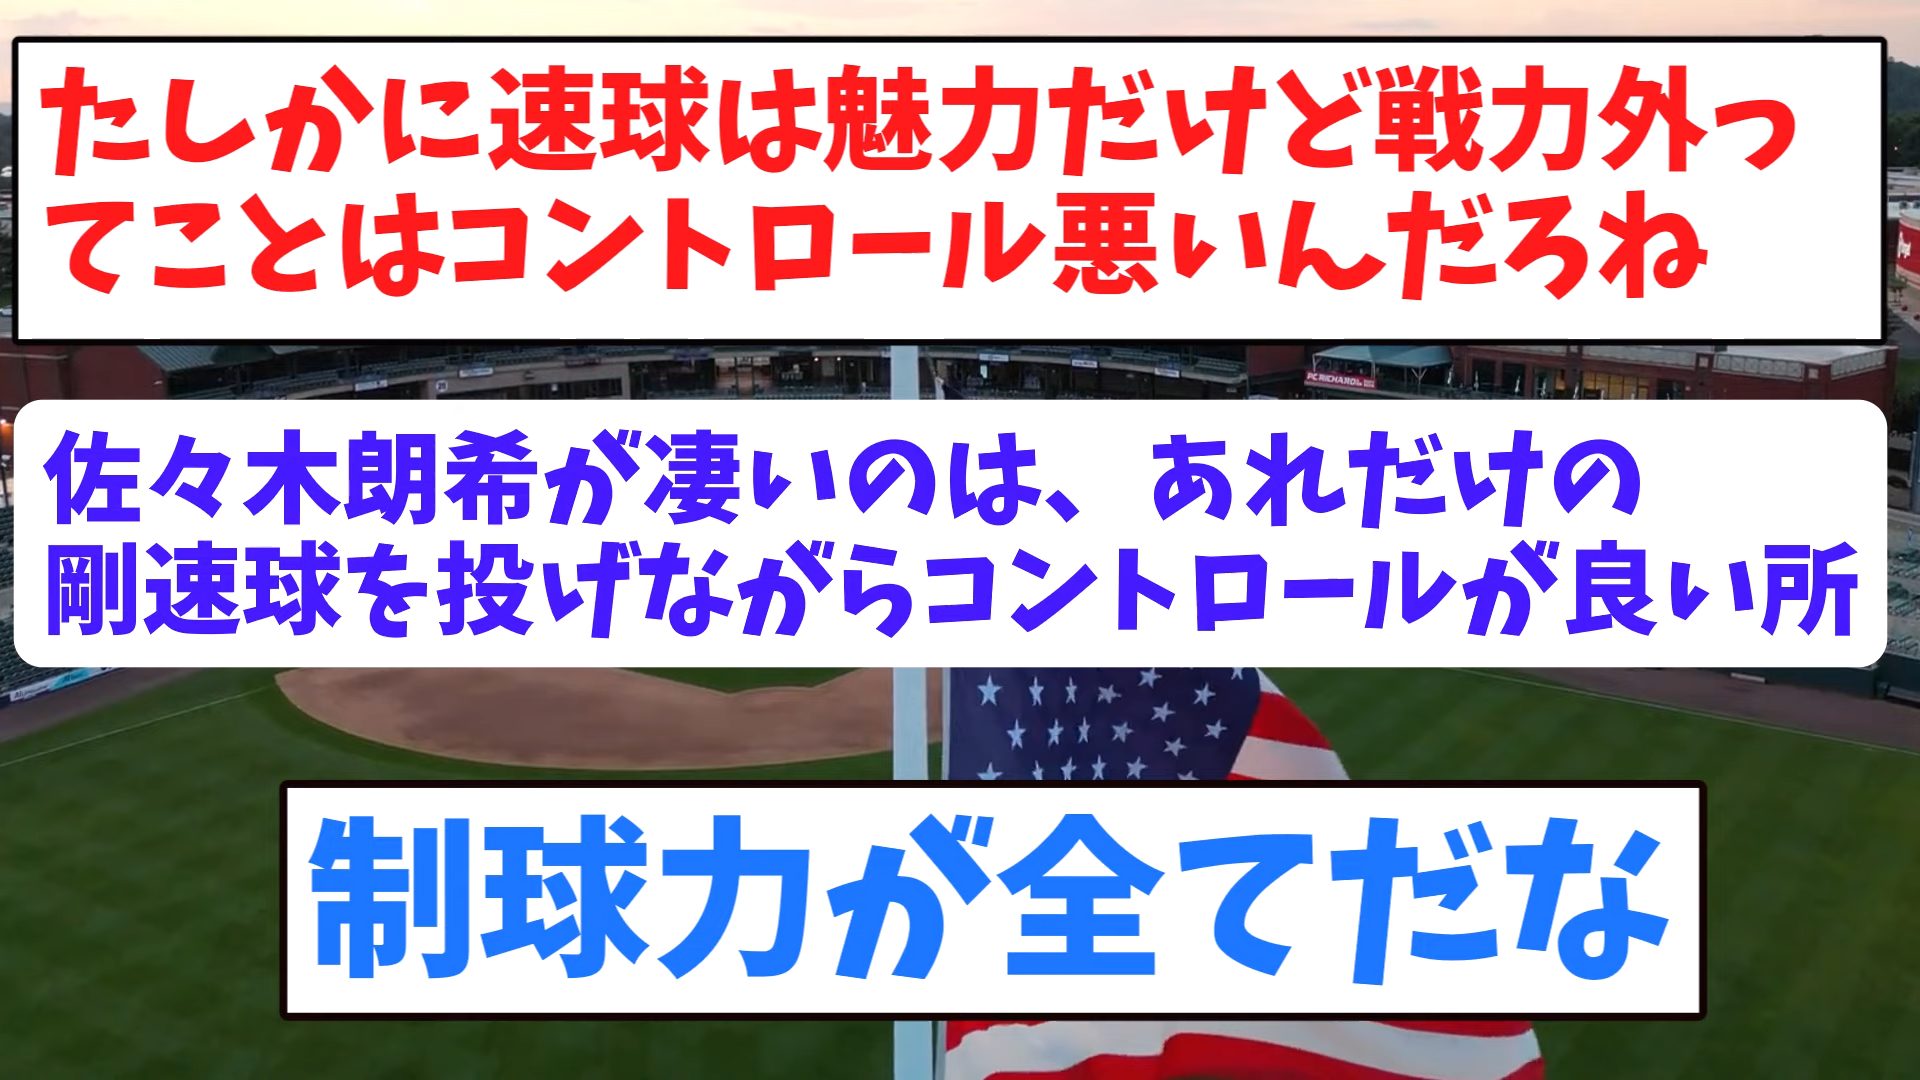 たしかに速球は魅力だけど戦力外っ
てことはコントロール悪いんだろね
PC RICHARD
佐々木朗希が凄いのは、あれだけの
剛速球を投げながらコントロールが良い所
制球力が全てだな